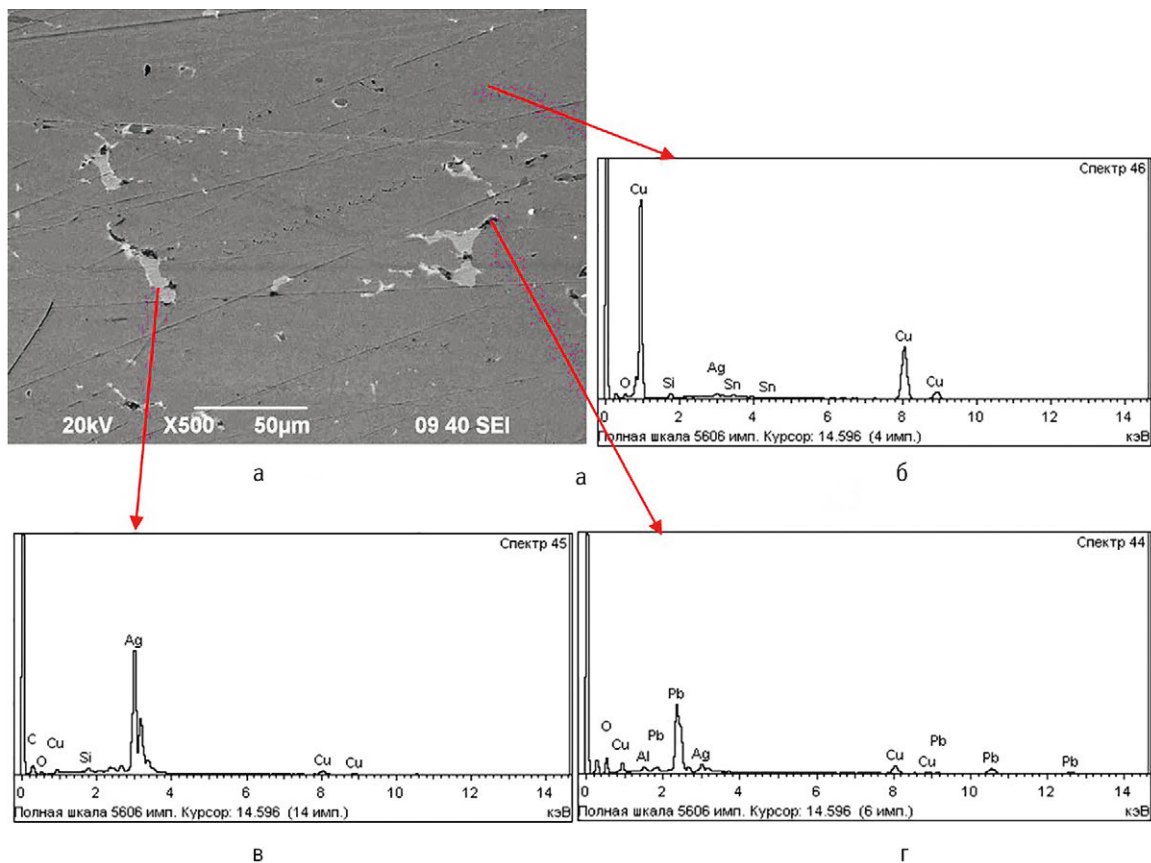 20kV X500 50µm 09 40 SEI
а
а
Спектр 46
Cu
Cu
Ag
O Si Sn Sn Cu
0 2 4 6 8 10 12 14
Полная шкала 5606 имп. Курсор: 14.596 (4 имп.) кэВ
б
Спектр 45
Ag
C Cu
O Si Cu Cu
0 2 4 6 8 10 12 14
Полная шкала 5606 имп. Курсор: 14.596 (14 имп.) кэВ
в
Спектр 44
Pb
O
Cu Pb Pb
Al Ag Cu Cu Pb Pb
0 2 4 6 8 10 12 14
Полная шкала 5606 имп. Курсор: 14.596 (6 имп.) кэВ
г